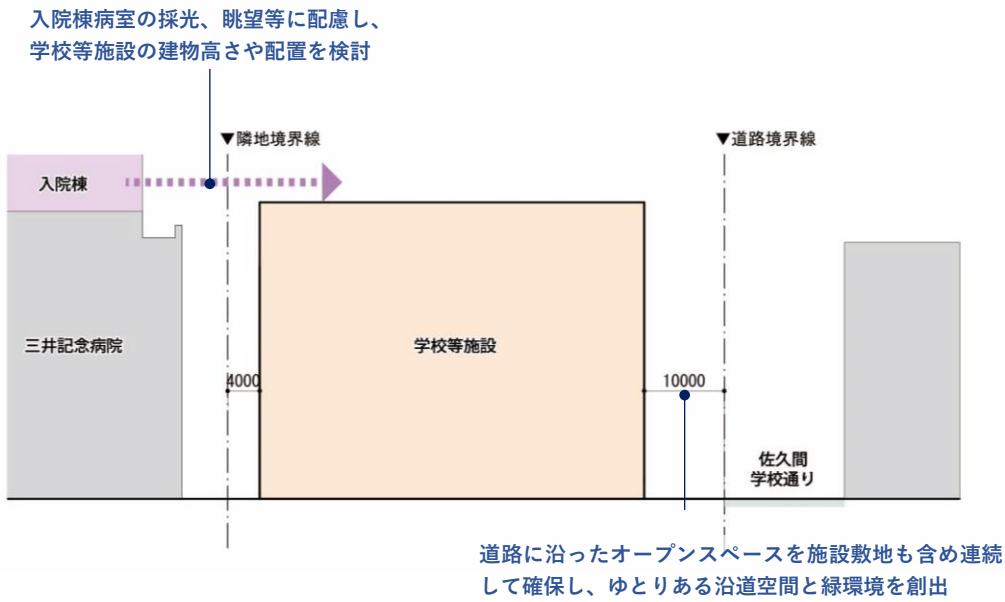 入院棟病室の採光、眺望等に配慮し、
学校等施設の建物高さや配置を検討
▼隣地境界線
▼道路境界線
入院棟
三井記念病院
学校等施設
4000
10000
佐久間
学校通り
道路に沿ったオープンスペースを施設敷地も含め連続
して確保し、ゆとりある沿道空間と緑環境を創出